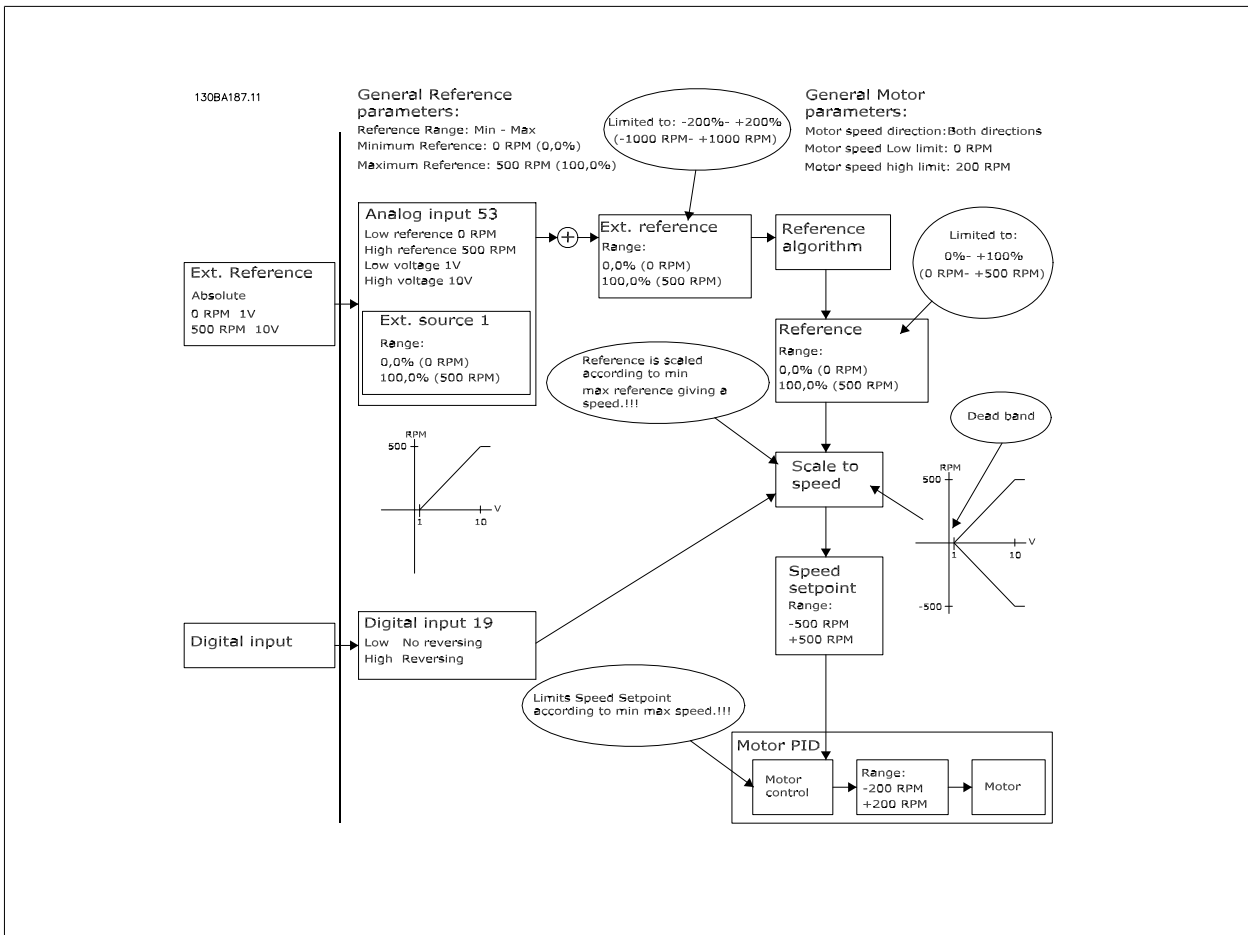 130BA187.11
General Reference
parameters:
Reference Range: Min - Max
Minimum Reference: 0 RPM (0,0%)
Maximum Reference: 500 RPM (100,0%)
Limited to: -200%- +200%
(-1000 RPM- +1000 RPM)
General Motor
parameters:
Motor speed direction:Both directions
Motor speed Low limit: 0 RPM
Motor speed high limit: 200 RPM
Ext. Reference
Absolute
0 RPM 1V
500 RPM 10V
Analog input 53
Low reference 0 RPM
High reference 500 RPM
Low voltage 1V
High voltage 10V
Ext. source 1
Range:
0,0% (0 RPM)
100,0% (500 RPM)
Ext. reference
Range:
0,0% (0 RPM)
100,0% (500 RPM)
Reference
algorithm
Limited to:
0%- +100%
(0 RPM- +500 RPM)
Reference
Range:
0,0% (0 RPM)
100,0% (500 RPM)
Reference is scaled
according to min
max reference giving a
speed.!!!
Dead band
RPM
500
V
1
10
Scale to
speed
RPM
500
V
1
10
-500
Speed
setpoint
Range:
-500 RPM
+500 RPM
Digital input
Digital input 19
Low No reversing
High Reversing
Limits Speed Setpoint
according to min max speed.!!!
Motor PID
Motor
control
Range:
-200 RPM
+200 RPM
Motor